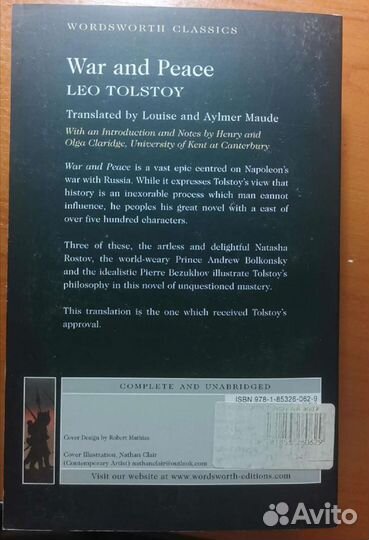 WORDSWORTH CLASSICS
War and Peace
LEO TOLSTOY
Translated by Louise and Aylmer Maude
With an Introduction and Notes by Henry and
Olga Claridge, University of Kent at Canterbury
War and Peace is a vast epic centred on Napoleon's
war with Russia. While it expresses Tolstoy's view that
history is an inexorable process which man cannot
influence, he peoples his great novel with a cast of
over five hundred characters.
Three of these, the artless and delightful Natasha
Rostov, the world-weary Prince Andrew Bolkonsky
and the idealistic Pierre Bezukhov illustrate Tolstoy's
philosophy in this novel of unquestioned mastery.
This translation is the one which received Tolstoy's
approval.
COMPLETE AND UNABRIDGED
ISBN 978-1-85326-062-9
Cover Design by Robert Mathias
Cover Illustration, Nathan Clair
(Contemporary Artist) nathanclair@outlook.com
Visit our website at www.wordsworth-editions.com
Avito